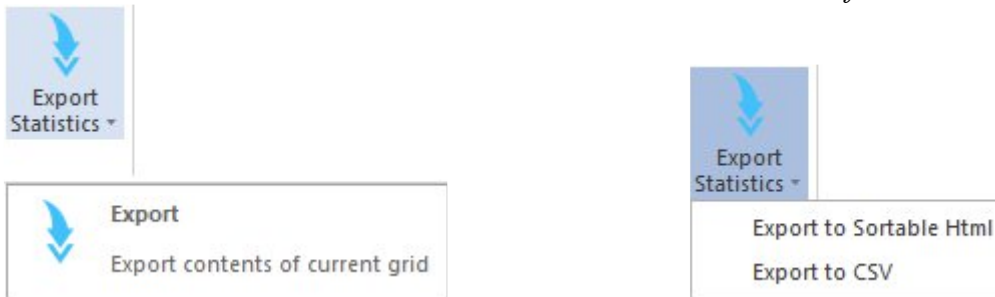 Export
Statistics
Export
Export contents of current grid
Export
Statistics
Export to Sortable Html
Export to CSV